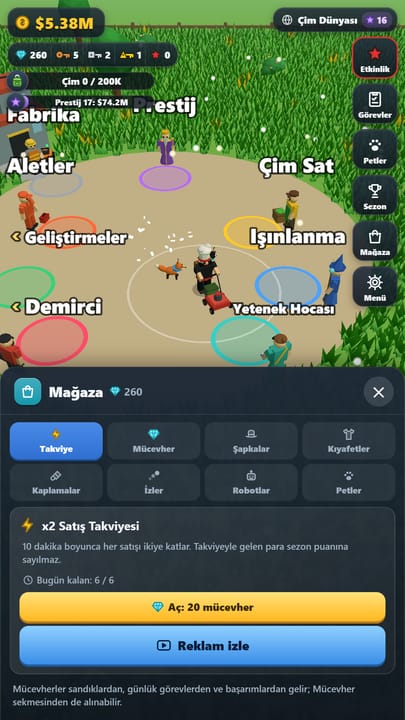 $5.38M
Çim Dünyası ★ 16
260 5 2 1 0
Etkinlik
Çim 0 / 200K
Prestij 17: $74.2M
Görevler
Fabrika
Prestij
Aletler
Çim Sat
Petler
Sezon
Geliştirmeler
Işınlanma
Mağaza
Demirci
Yetenek Hocası
Menü
Mağaza 260
Takviye
Mücevher
Şapkalar
Kıyafetler
Kaplamalar
İzler
Robotlar
Petler
x2 Satış Takviyesi
10 dakika boyunca her satışı ikiye katlar. Takviyeyle gelen para sezon puanına
sayılmaz.
Bugün kalan: 6 / 6
Aç: 20 mücevher
Reklam izle
Mücevherler sandıklardan, günlük görevlerden ve başarımlardan gelir; Mücevher
sekmesinden de alınabilir.